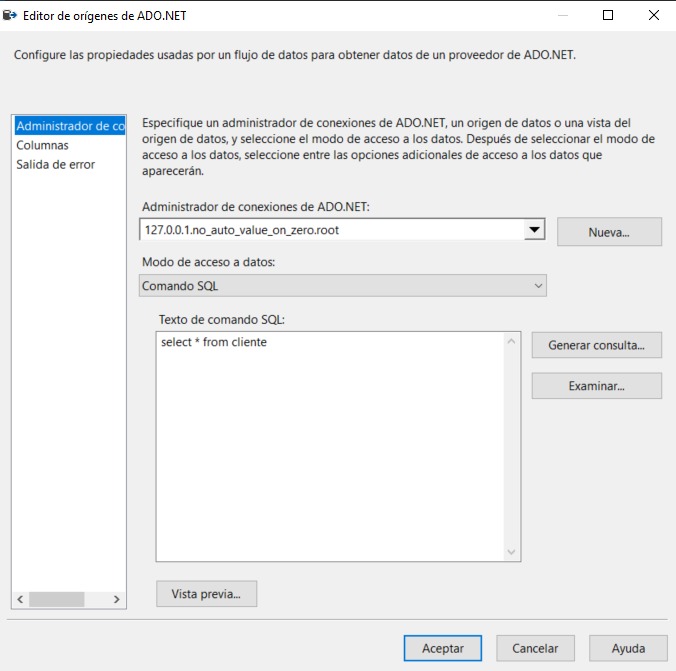 Editor de orígenes de ADO.NET
Configure las propiedades usadas por un flujo de datos para obtener datos de un proveedor de ADO.NET.
Administrador de co
Columnas
Salida de error
Especifique un administrador de conexiones de ADO.NET, un origen de datos o una vista del
origen de datos, y seleccione el modo de acceso a los datos. Después de seleccionar el modo de
acceso a los datos, seleccione entre las opciones adicionales de acceso a los datos que
aparecerán.
Administrador de conexiones de ADO.NET:
127.0.0.1.no_auto_value_on_zero.root
Nueva...
Modo de acceso a datos:
Comando SQL
Texto de comando SQL:
select * from cliente
Generar consulta...
Examinar...
Vista previa...
Aceptar
Cancelar
Ayuda